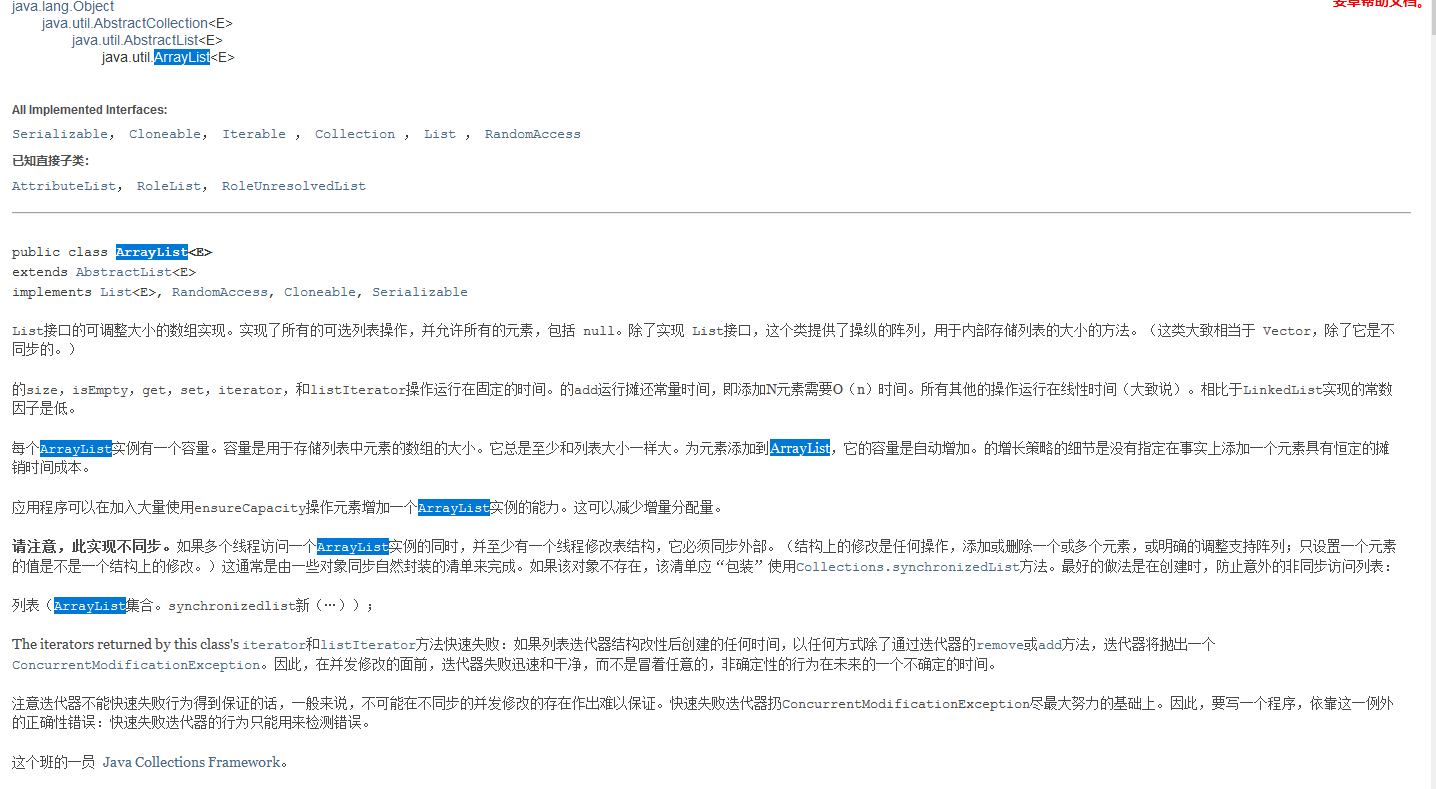 java.lang.Object
java.util.AbstractCollection<E>
java.util.AbstractList<E>
java.util.ArrayList<E>
All Implemented Interfaces:
Serializable, Cloneable, Iterable , Collection , List , RandomAccess
已知直接子类:
AttributeList, RoleList, RoleUnresolvedList
public class ArrayList<E>
extends AbstractList<E>
implements List<E>, RandomAccess, Cloneable, Serializable
List接口的可调整大小的数组实现。实现了所有的可选列表操作，并允许所有的元素，包括 null。除了实现 List接口，这个类提供了操纵的阵列，用于内部存储列表的大小的方法。（这类大致相当于 Vector，除了它是不
同步的。）
的size，isEmpty，get，set，iterator，和listIterator操作运行在固定的时间。的add运行摊还常量时间，即添加N元素需要O（n）时间。所有其他的操作运行在线性时间（大致说）。相比于LinkedList实现的常数
因子是低。
每个ArrayList实例有一个容量。容量是用于存储列表中元素的数组的大小。它总是至少和列表大小一样大。为元素添加到ArrayList，它的容量是自动增加。的增长策略的细节是没有指定在事实上添加一个元素具有恒定的摊
销时间成本。
应用程序可以在加入大量使用ensureCapacity操作元素增加一个ArrayList实例的能力。这可以减少增量分配量。
请注意，此实现不同步。如果多个线程访问一个ArrayList实例的同时，并至少有一个线程修改表结构，它必须同步外部。（结构上的修改是任何操作，添加或删除一个或多个元素，或明确的调整支持阵列；只设置一个元素
的值是不是一个结构上的修改。）这通常是由一些对象同步自然封装的清单来完成。如果该对象不存在，该清单应“包装”使用Collections.synchronizedList方法。最好的做法是在创建时，防止意外的非同步访问列表：
列表（ArrayList集合。synchronizedlist新（…））；
The iterators returned by this class's iterator和listIterator方法快速失败：如果列表迭代器结构改性后创建的任何时间，以任何方式除了通过迭代器的remove或add方法，迭代器将抛出一个
ConcurrentModificationException。因此，在并发修改的面前，迭代器失败迅速和干净，而不是冒着任意的，非确定性的行为在未来的一个不确定的时间。
注意迭代器不能快速失败行为得到保证的话，一般来说，不可能在不同步的并发修改的存在作出难以保证。快速失败迭代器扔ConcurrentModificationException尽最大努力的基础上。因此，要写一个程序，依靠这一例外
的正确性错误：快速失败迭代器的行为只能用来检测错误。
这个班的一员 Java Collections Framework。